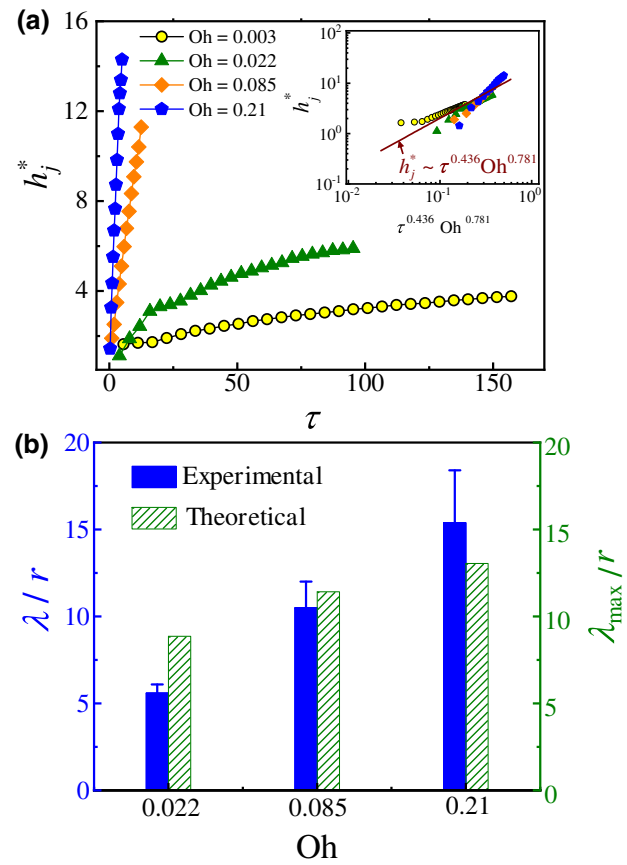 (a)
16
12
8
4
h_j^*
Oh = 0.003
Oh = 0.022
Oh = 0.085
Oh = 0.21
10^2
10^1
10^0
10^-1
h_j^*
h_j^* ~ τ^0.436 Oh^0.781
10^-2 10^-1 10^0
τ^0.436 Oh^0.781
0 50 100 150
τ
(b)
20
15
10
5
0
λ / r
Experimental
Theoretical
20
15
10
5
0
λ_max / r
0.022 0.085 0.21
Oh